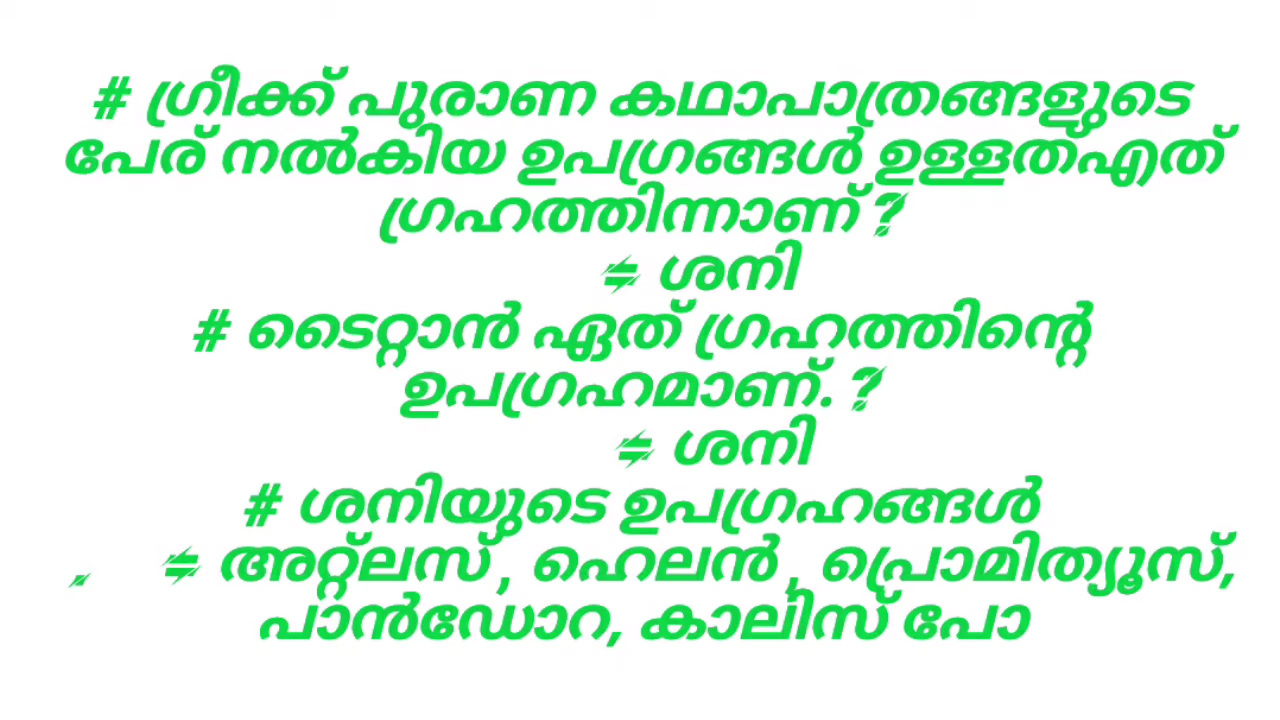 # ഗ്രീക്ക് പുരാണ കഥാപാത്രങ്ങളുടെ
പേര് നൽകിയ ഉപഗ്രങ്ങൾ ഉള്ളത്എത്
ഗ്രഹത്തിന്നാണ് ?
= ശനി
# ടൈറ്റാൻ ഏത് ഗ്രഹത്തിന്റെ
ഉപഗ്രഹമാണ്. ?
= ശനി
# ശനിയുടെ ഉപഗ്രഹങ്ങൾ
. = അറ്റ്ലസ് , ഹെലൻ , പ്രൊമിത്യൂസ്,
പാൻഡോറ, കാലിസ് പോ